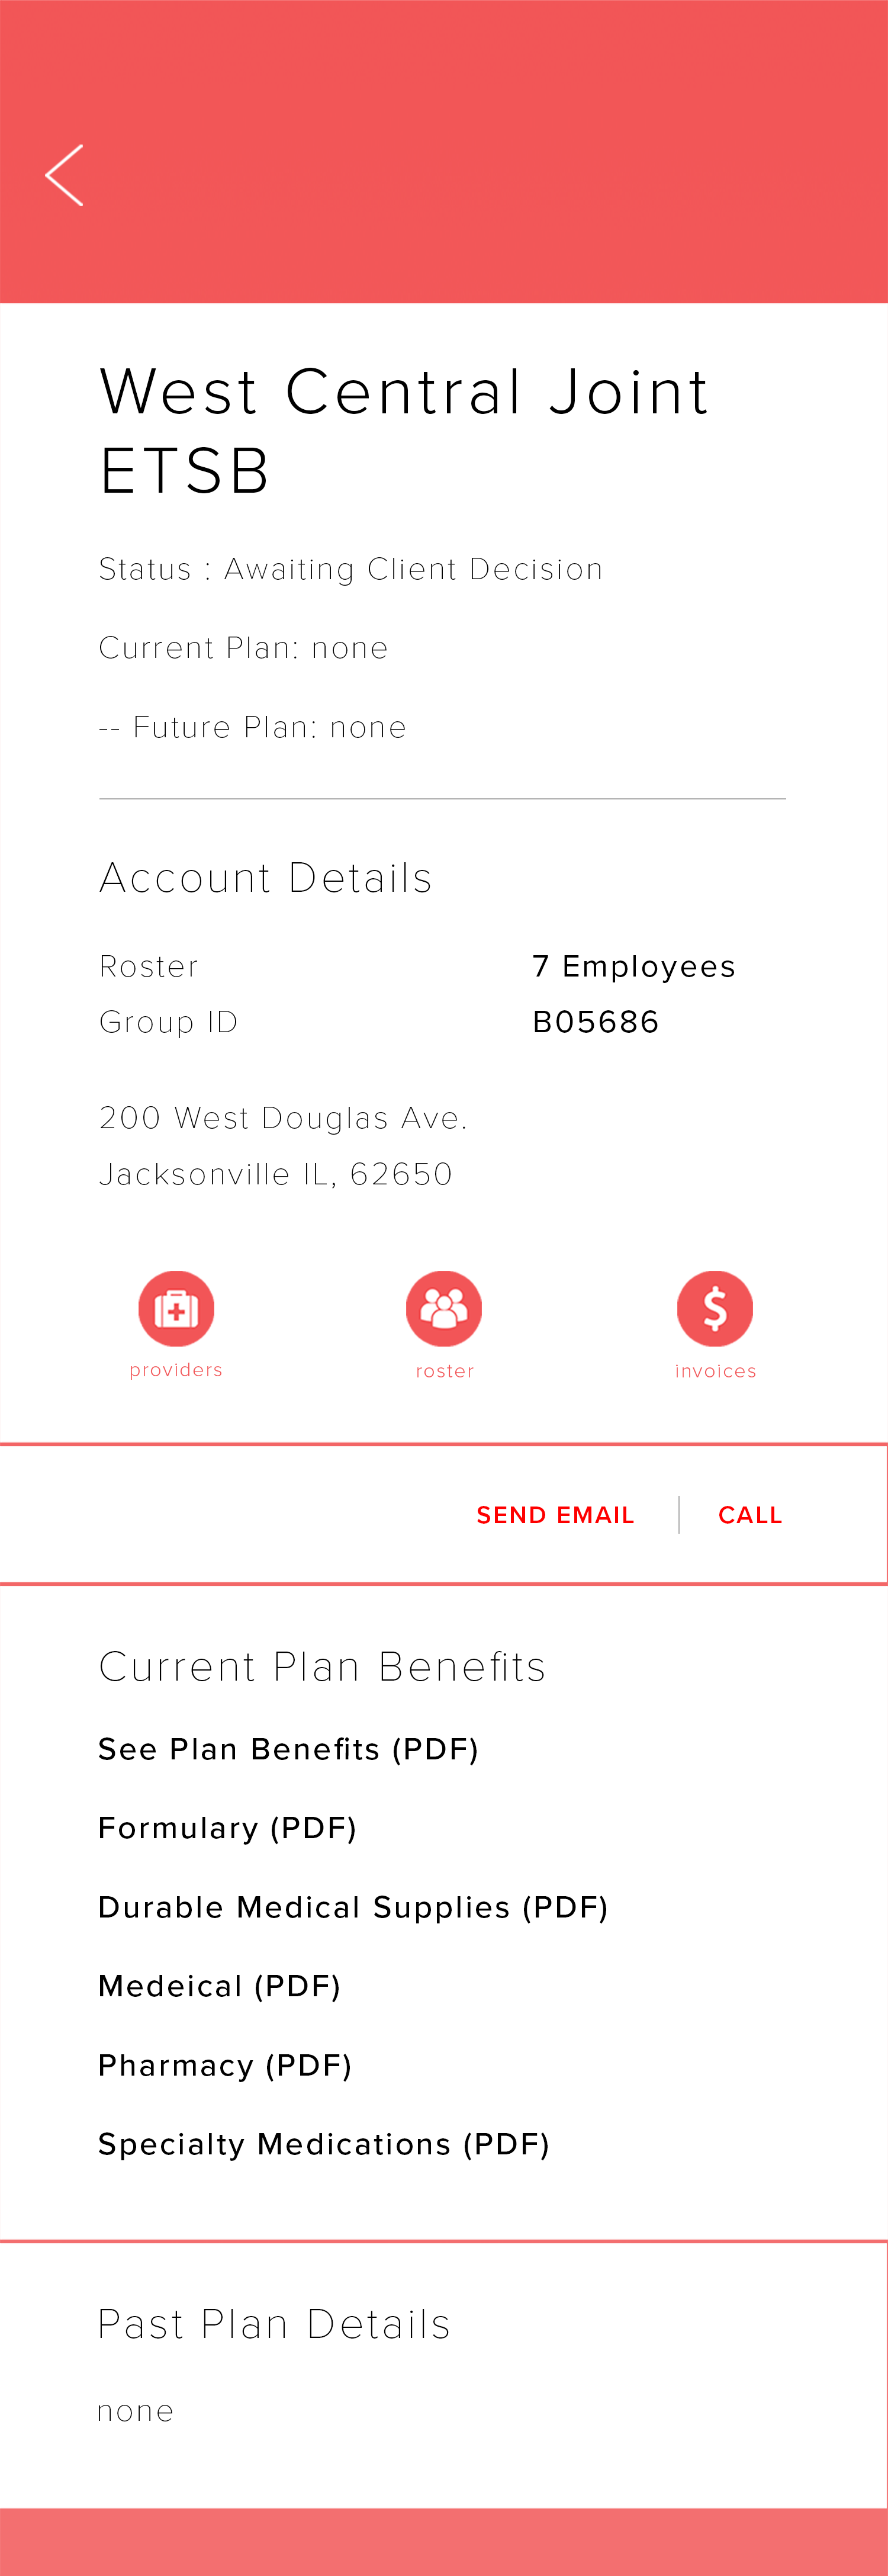 West Central Joint
ETSB
Status : Awaiting Client Decision
Current Plan: none
-- Future Plan: none
Account Details
Roster 7 Employees
Group ID B05686
200 West Douglas Ave.
Jacksonville IL, 62650
providers roster invoices
SEND EMAIL CALL
Current Plan Benefits
See Plan Benefits (PDF)
Formulary (PDF)
Durable Medical Supplies (PDF)
Medeical (PDF)
Pharmacy (PDF)
Specialty Medications (PDF)
Past Plan Details
none